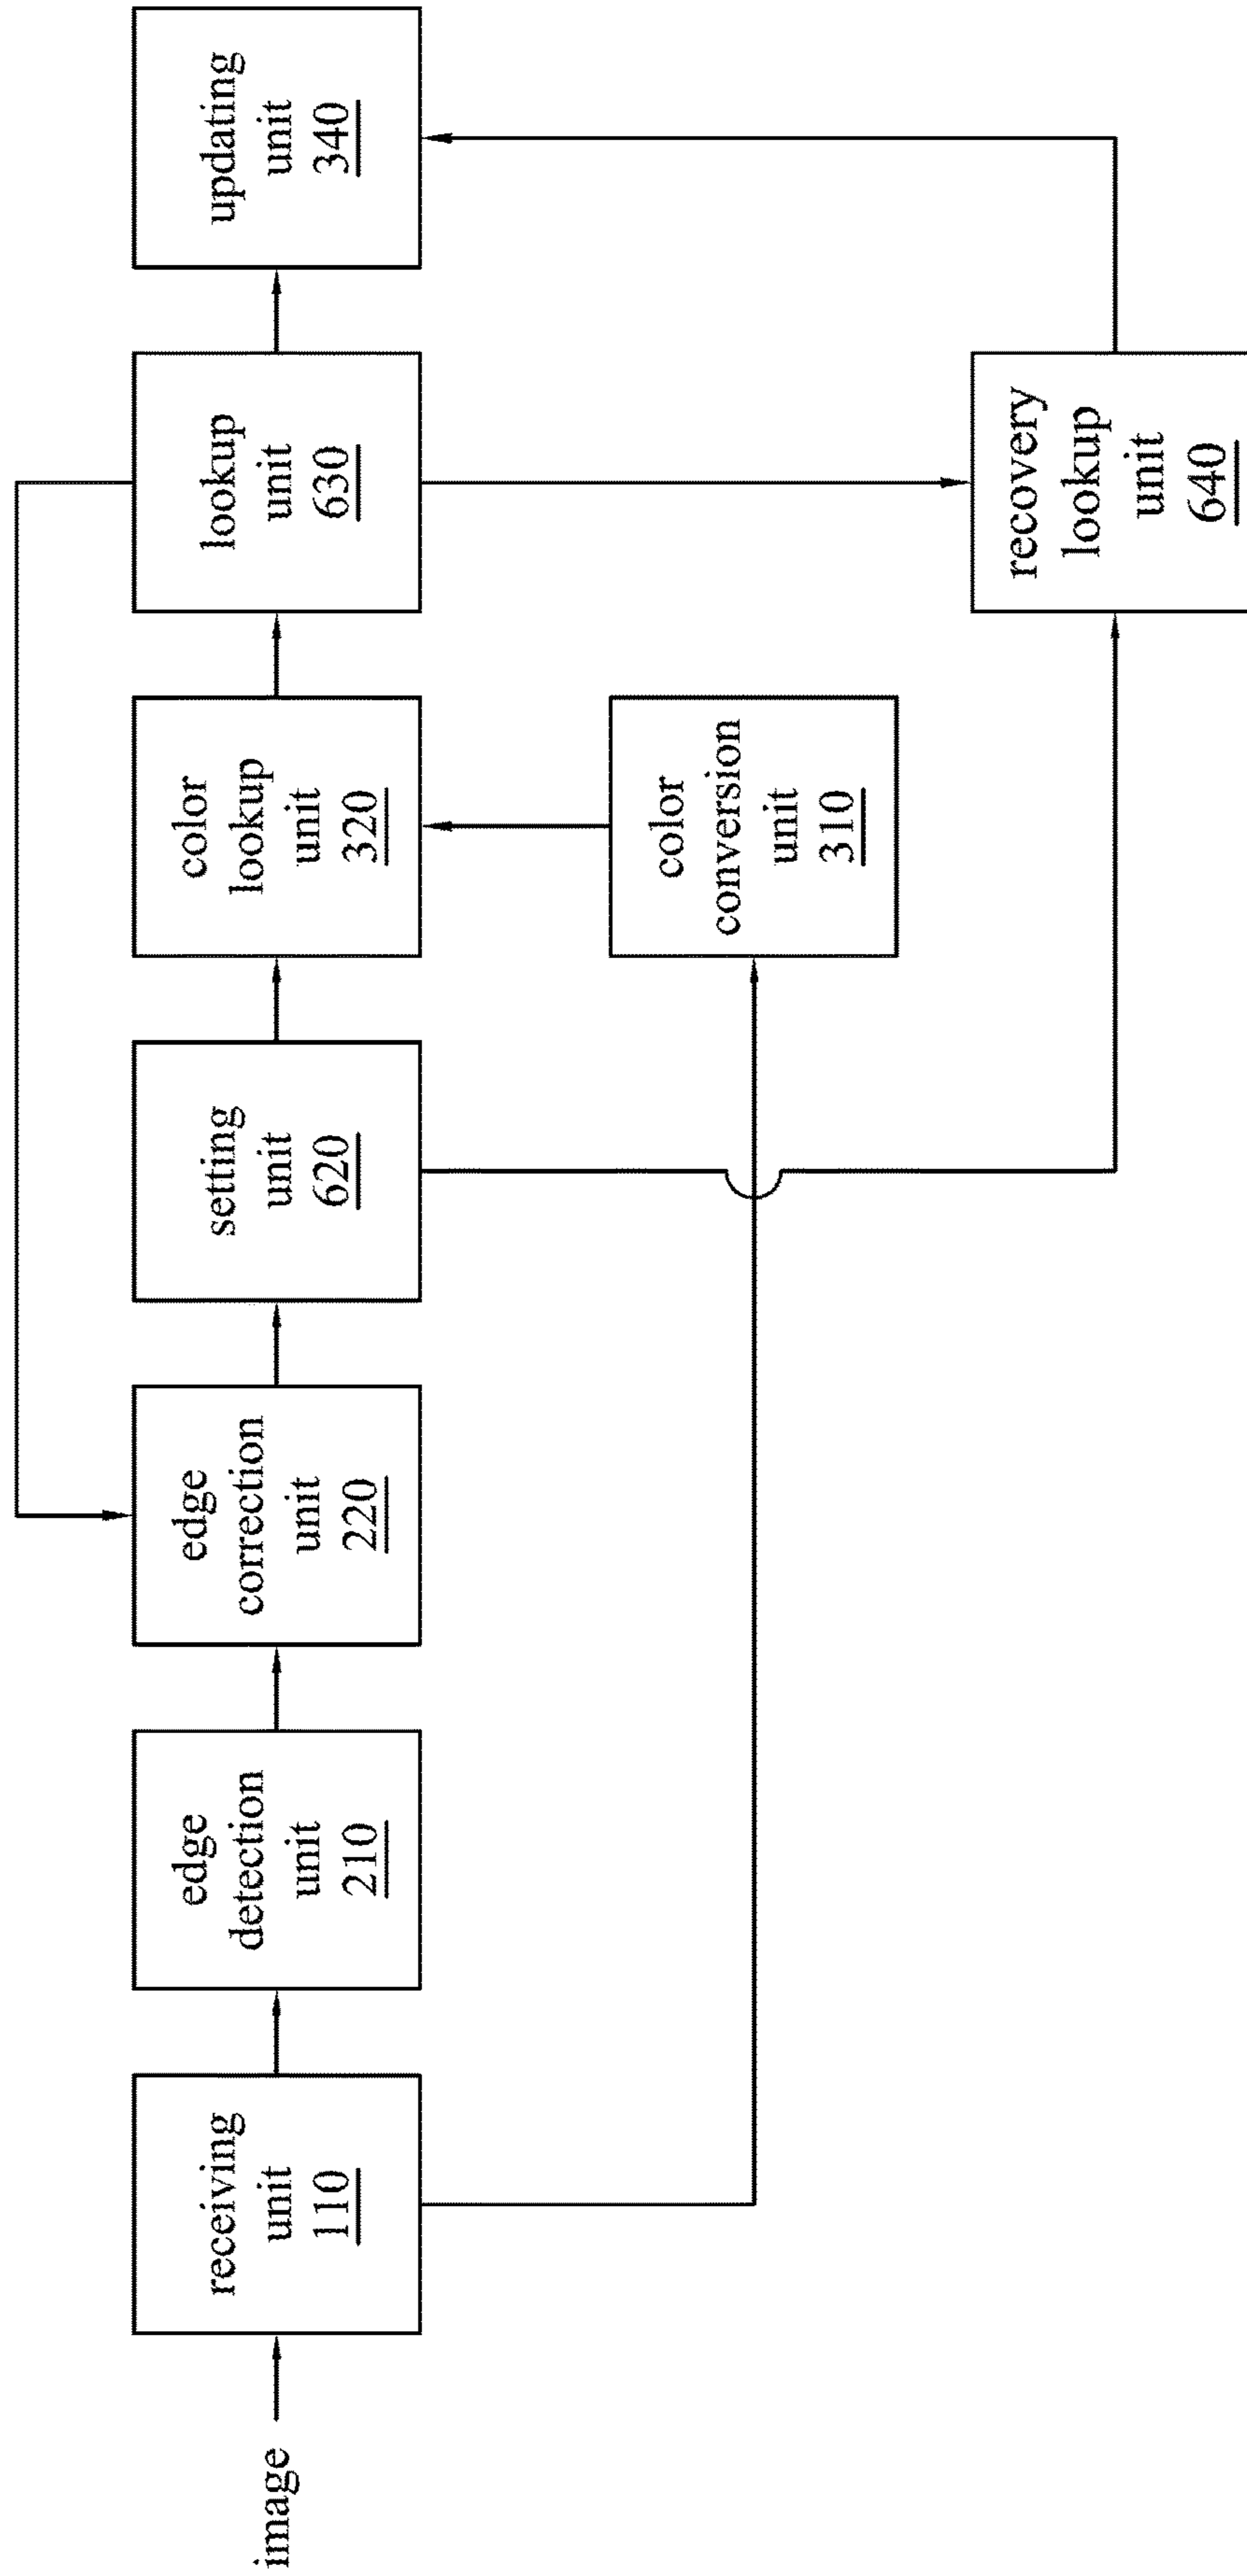 image
receiving
unit
110
edge
detection
unit
210
edge
correction
unit
220
setting
unit
620
color
lookup
unit
320
lookup
unit
630
updating
unit
340
color
conversion
unit
310
recovery
lookup
unit
640